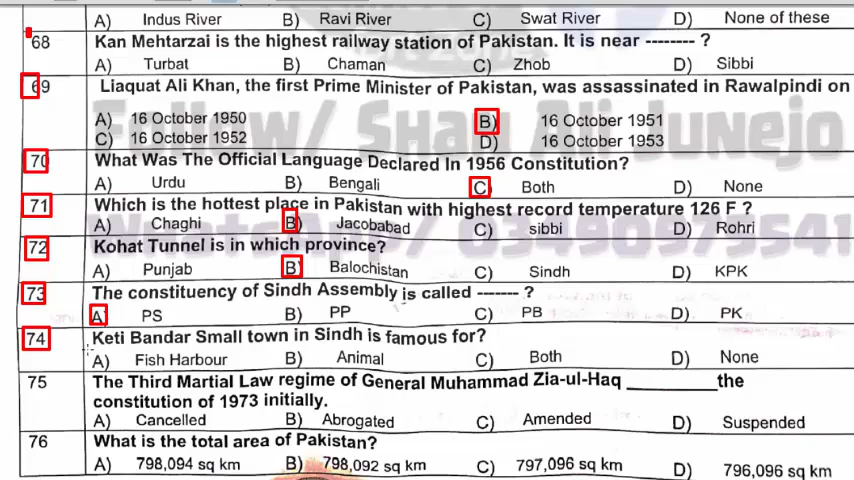 A) Indus River B) Ravi River C) Swat River D) None of these
68 Kan Mehtarzai is the highest railway station of Pakistan. It is near -------- ?
A) Turbat B) Chaman C) Zhob D) Sibbi
69 Liaquat Ali Khan, the first Prime Minister of Pakistan, was assassinated in Rawalpindi on
A) 16 October 1950 B) 16 October 1951
C) 16 October 1952 D) 16 October 1953
Follow/ Shah Ali Junejo
70 What Was The Official Language Declared In 1956 Constitution?
A) Urdu B) Bengali C) Both D) None
71 Which is the hottest place in Pakistan with highest record temperature 126 F ?
A) Chaghi B) Jacobabad C) sibbi D) Rohri
WhatsApp/ 03490973541
72 Kohat Tunnel is in which province?
A) Punjab B) Balochistan C) Sindh D) KPK
73 The constituency of Sindh Assembly is called ------- ?
A) PS B) PP C) PB D) PK
74 Keti Bandar Small town in Sindh is famous for?
A) Fish Harbour B) Animal C) Both D) None
75 The Third Martial Law regime of General Muhammad Zia-ul-Haq __________the
constitution of 1973 initially.
A) Cancelled B) Abrogated C) Amended D) Suspended
76 What is the total area of Pakistan?
A) 798,094 sq km B) 798,092 sq km C) 797,096 sq km D) 796,096 sq km